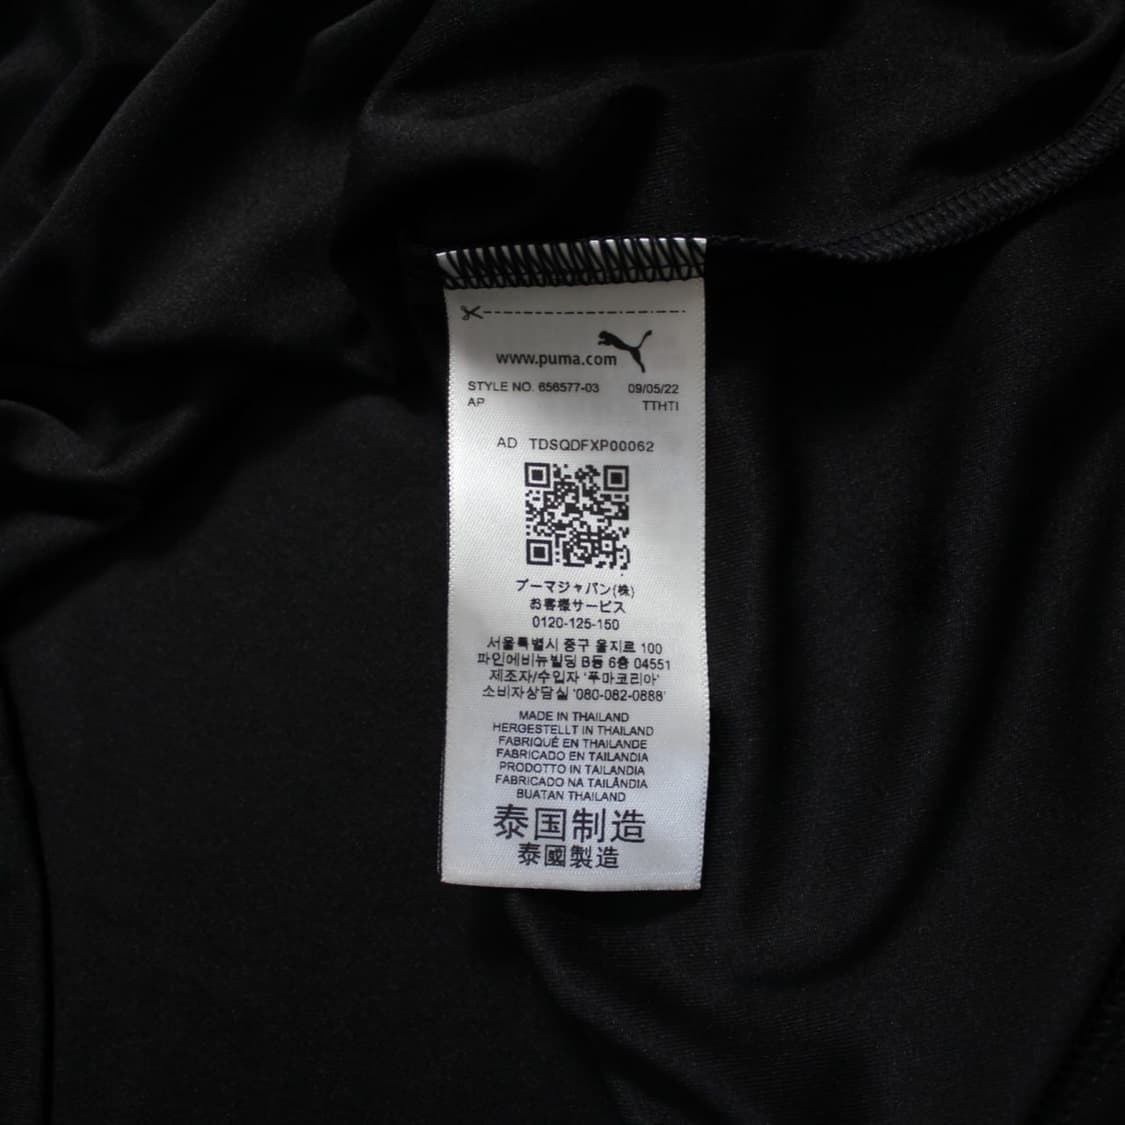 www.puma.com
STYLE NO. 656577-03 09/05/22
AP TTHTI
AD TDSQDFXP00062
プーマジャパン(株)
お客様サービス
0120-125-150
서울특별시 중구 을지로 100
파인에비뉴빌딩 B동 6층 04551
제조자/수입자 '푸마코리아'
소비자상담실 '080-082-0888'
MADE IN THAILAND
HERGESTELLT IN THAILAND
FABRIQUÉ EN THAILANDE
FABRICADO EN TAILANDIA
PRODOTTO IN TAILANDIA
FABRICADO NA TAILÂNDIA
BUATAN THAILAND
泰国制造
泰國製造